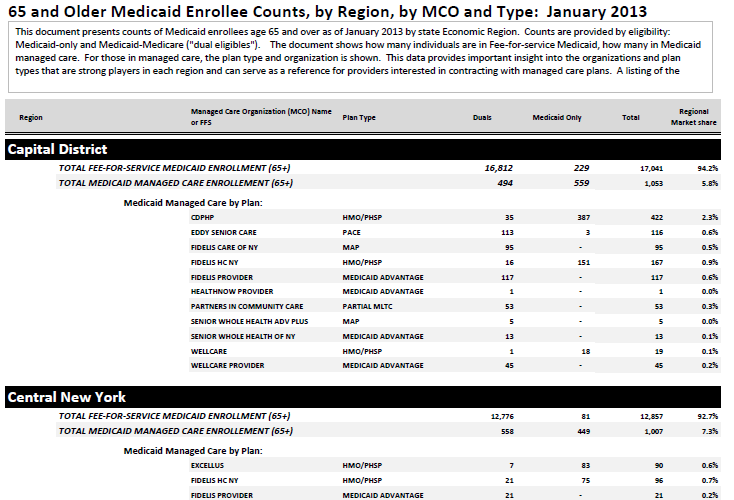 65 and Older Medicaid Enrollee Counts, by Region, by MCO and Type:  January 2013
This document presents counts of Medicaid enrollees age 65 and over as of January 2013 by state Economic Region.  Counts are provided by eligibility:
Medicaid-only and Medicaid-Medicare ("dual eligibles").    The document shows how many individuals are in Fee-for-service Medicaid, how many in Medicaid
managed care.  For those in managed care, the plan type and organization is shown.  This data provides important insight into the organizations and plan
types that are strong players in each region and can serve as a reference for providers interested in contracting with managed care plans.  A listing of the
Region Managed Care Organization (MCO) Name or FFS Plan Type Duals Medicaid Only Total Regional Market share
Capital District
TOTAL FEE-FOR-SERVICE MEDICAID ENROLLMENT (65+) 16,812 229 17,041 94.2%
TOTAL MEDICAID MANAGED CARE ENROLLEMENT (65+) 494 559 1,053 5.8%
Medicaid Managed Care by Plan:
CDPHP HMO/PHSP 35 387 422 2.3%
EDDY SENIOR CARE PACE 113 3 116 0.6%
FIDELIS CARE OF NY MAP 95 - 95 0.5%
FIDELIS HC NY HMO/PHSP 16 151 167 0.9%
FIDELIS PROVIDER MEDICAID ADVANTAGE 117 - 117 0.6%
HEALTHNOW PROVIDER MEDICAID ADVANTAGE 1 - 1 0.0%
PARTNERS IN COMMUNITY CARE PARTIAL MLTC 53 - 53 0.3%
SENIOR WHOLE HEALTH ADV PLUS MAP 5 - 5 0.0%
SENIOR WHOLE HEALTH OF NY MEDICAID ADVANTAGE 13 - 13 0.1%
WELLCARE HMO/PHSP 1 18 19 0.1%
WELLCARE PROVIDER MEDICAID ADVANTAGE 45 - 45 0.2%
Central New York
TOTAL FEE-FOR-SERVICE MEDICAID ENROLLMENT (65+) 12,776 81 12,857 92.7%
TOTAL MEDICAID MANAGED CARE ENROLLEMENT (65+) 558 449 1,007 7.3%
Medicaid Managed Care by Plan:
EXCELLUS HMO/PHSP 7 83 90 0.6%
FIDELIS HC NY HMO/PHSP 21 75 96 0.7%
FIDELIS PROVIDER MEDICAID ADVANTAGE 21 - 21 0.2%